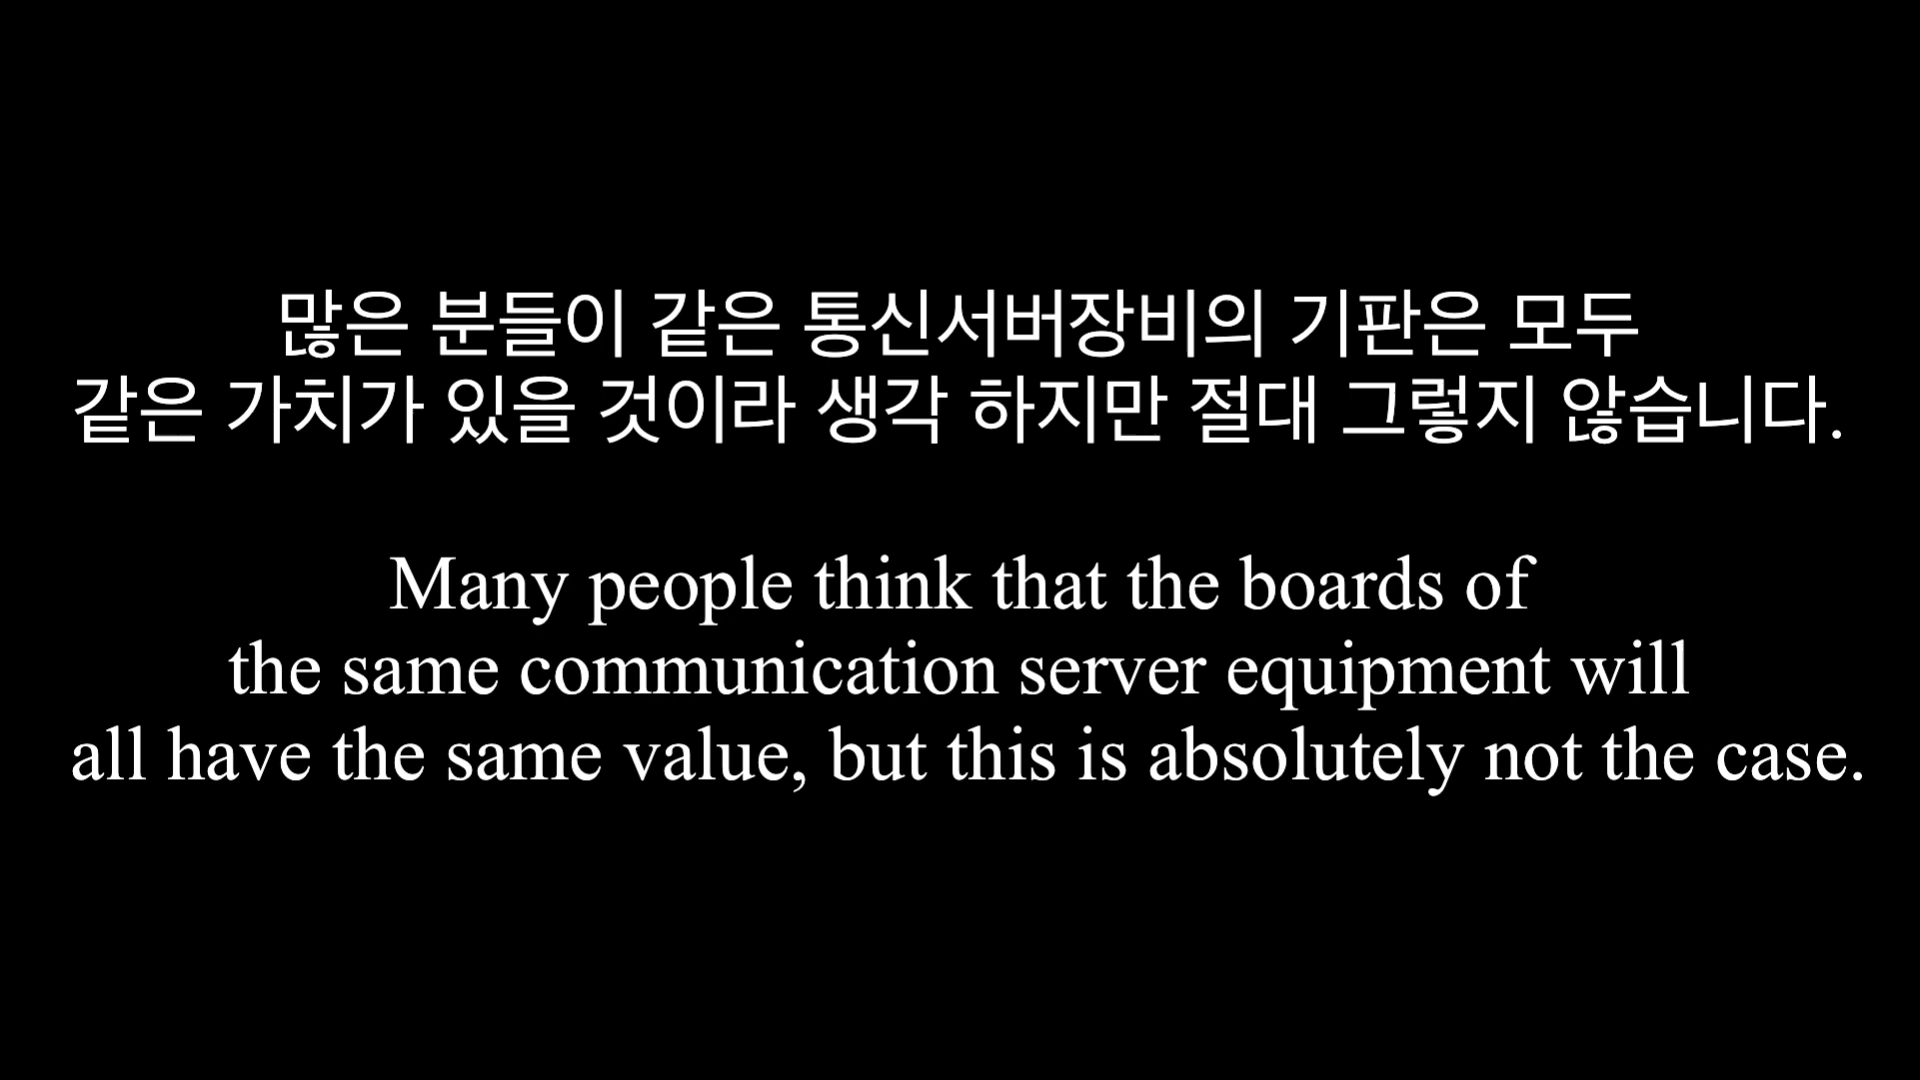 많은 분들이 같은 통신서버장비의 기판은 모두
같은 가치가 있을 것이라 생각 하지만 절대 그렇지 않습니다.
Many people think that the boards of
the same communication server equipment will
all have the same value, but this is absolutely not the case.